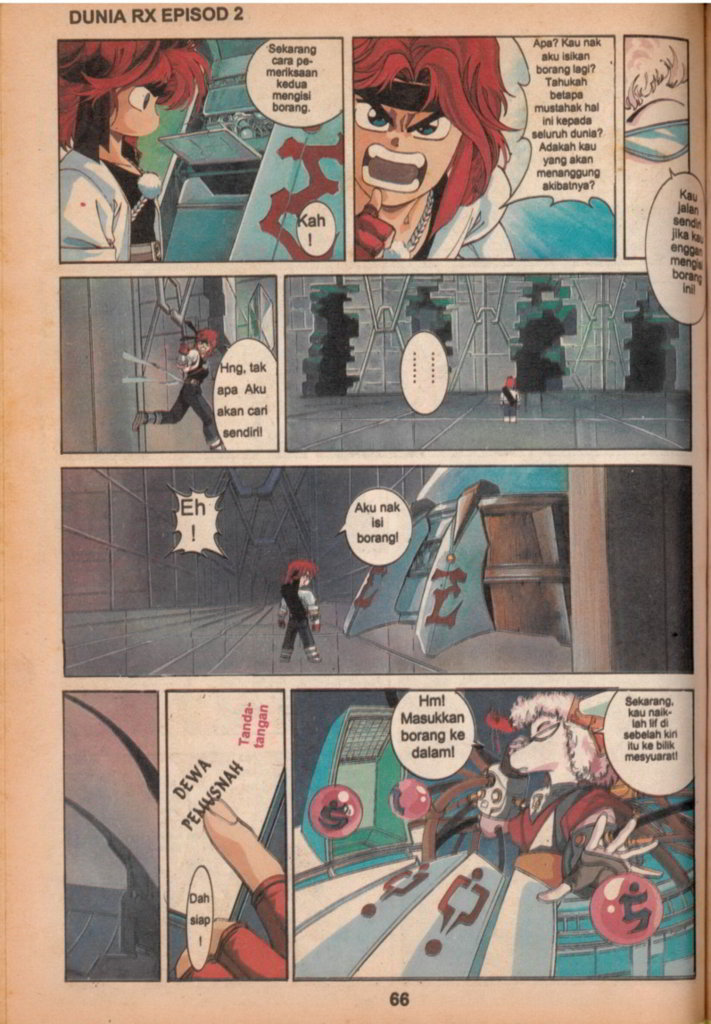 DUNIA RX EPISOD 2
Sekarang
cara pe-
meriksaan
kedua
mengisi
borang.
Kah
!
Apa? Kau nak
aku isikan
borang lagi?
Tahukah
betapa
mustahak hal
ini kepada
seluruh dunia?
Adakah kau
yang akan
menanggung
akibatnya?
Kau
jalan
sendiri
jika kau
enggan
mengisi
borang
ini!
Hng, tak
apa Aku
akan cari
sendiri!
Eh
!
Aku nak
isi
borang!
Tanda-
tangan
DEWA
PEMUSNAH
Dah
siap
!
Hm!
Masukkan
borang ke
dalam!
Sekarang,
kau naik-
lah lif di
sebelah kiri
itu ke bilik
mesyuarat!
66